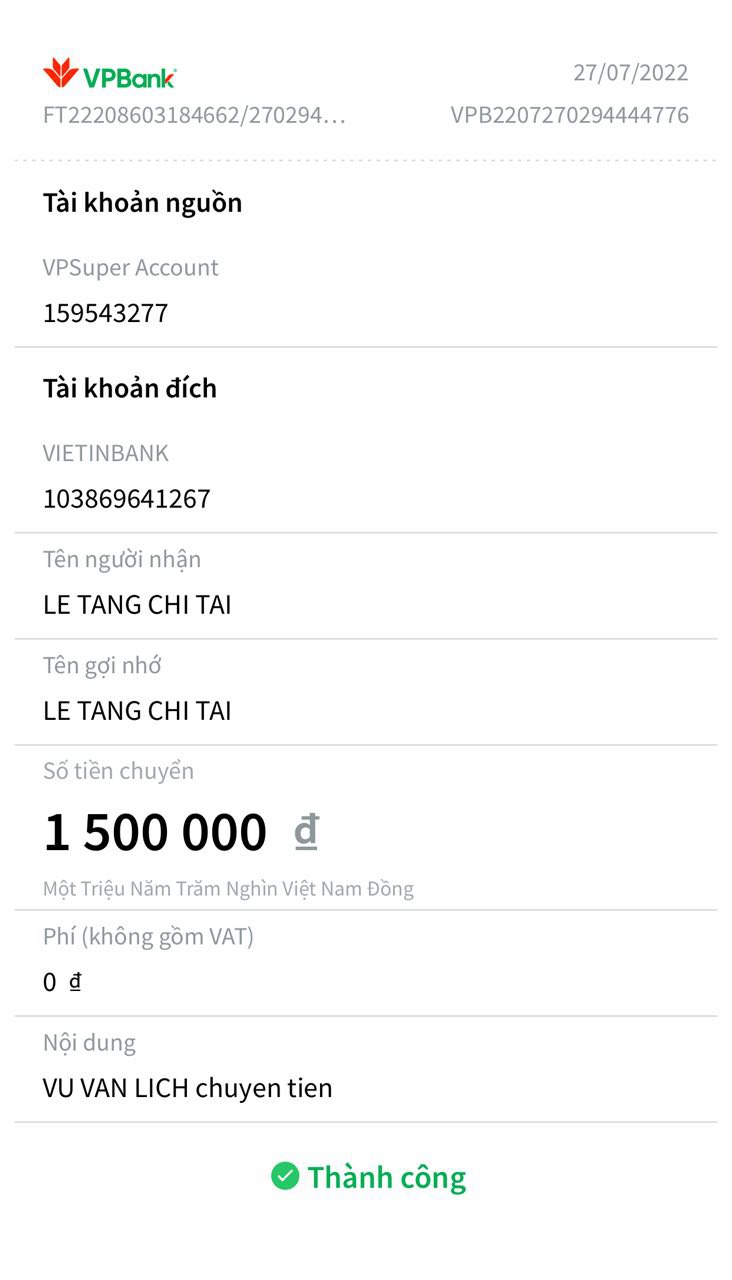 VPBank
27/07/2022
FT22208603184662/270294...
VPB2207270294444776
Tài khoản nguồn
VPSuper Account
159543277
Tài khoản đích
VIETINBANK
103869641267
Tên người nhận
LE TANG CHI TAI
Tên gợi nhớ
LE TANG CHI TAI
Số tiền chuyển
1 500 000 ₫
Một Triệu Năm Trăm Nghìn Việt Nam Đồng
Phí (không gồm VAT)
0 ₫
Nội dung
VU VAN LICH chuyen tien
Thành công